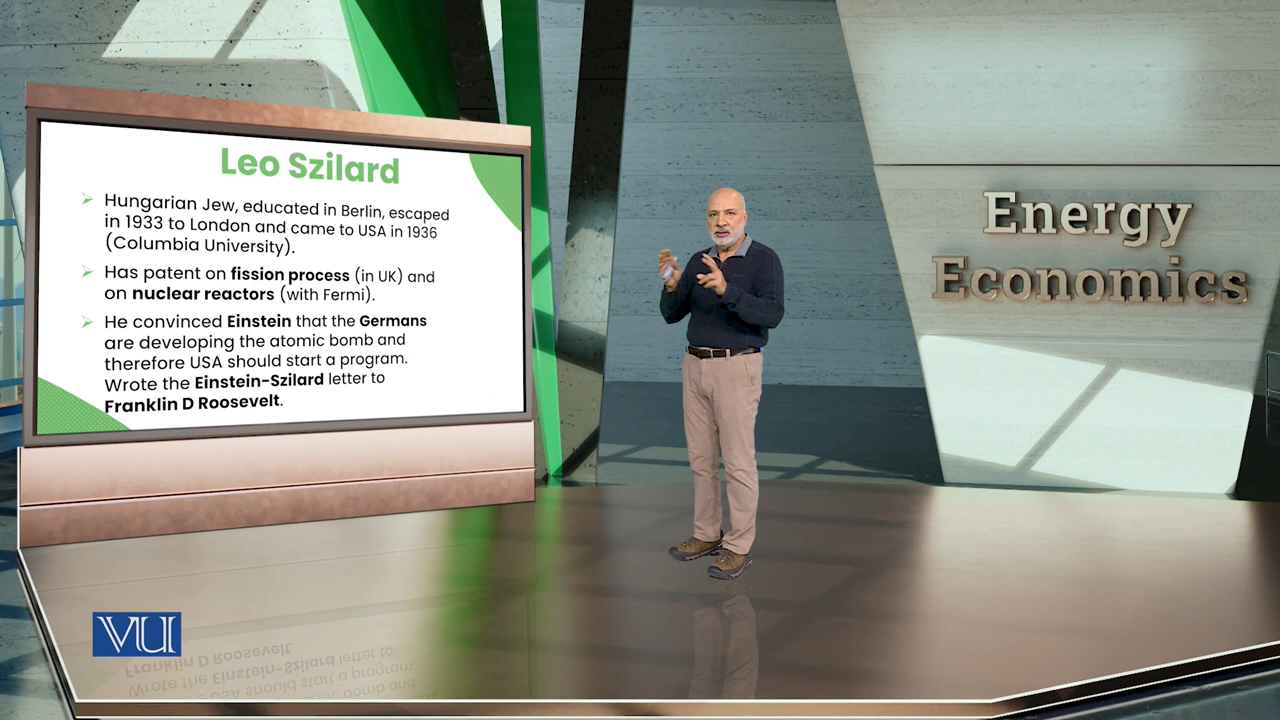 Leo Szilard
Hungarian Jew, educated in Berlin, escaped
in 1933 to London and came to USA in 1936
(Columbia University).
Has patent on fission process (in UK) and
on nuclear reactors (with Fermi).
He convinced Einstein that the Germans
are developing the atomic bomb and
therefore USA should start a program.
Wrote the Einstein-Szilard letter to
Franklin D Roosevelt.
Energy
Economics
VU